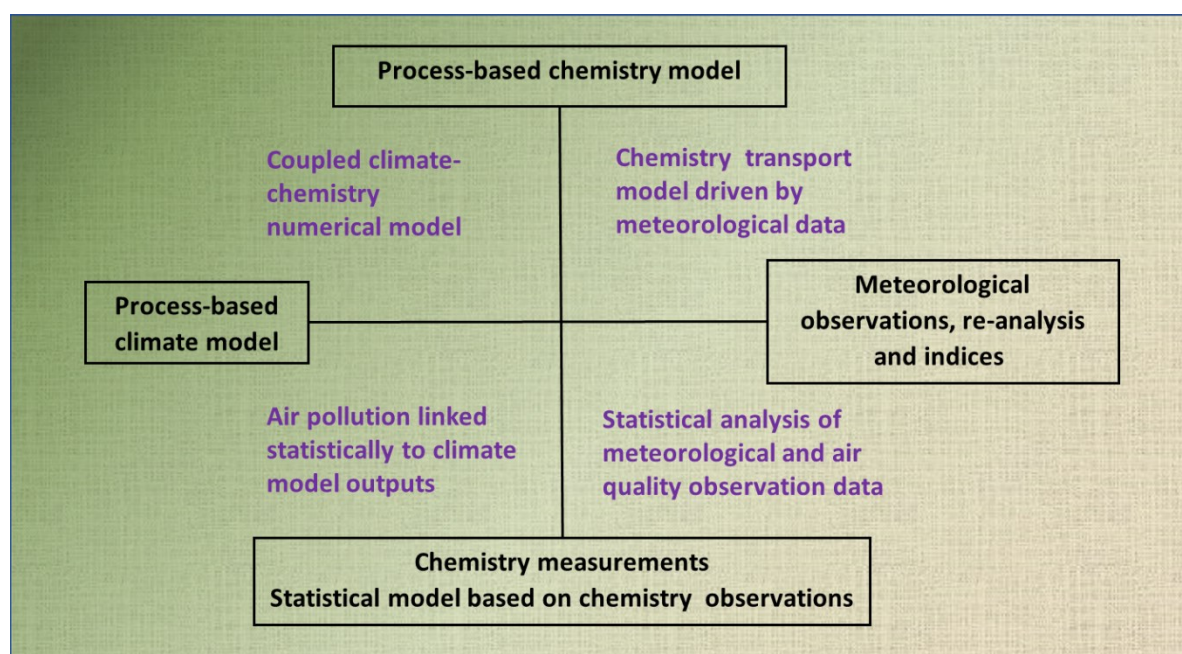 Process-based chemistry model
Coupled climate-
chemistry
numerical model
Chemistry transport
model driven by
meteorological data
Process-based
climate model
Meteorological
observations, re-analysis
and indices
Air pollution linked
statistically to climate
model outputs
Statistical analysis of
meteorological and air
quality observation data
Chemistry measurements
Statistical model based on chemistry observations